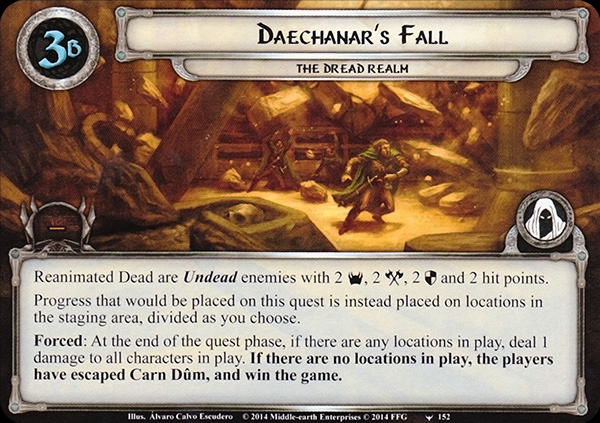 3B
DAECHANAR'S FALL
THE DREAD REALM
–
Reanimated Dead are Undead enemies with 2 , 2 , 2 and 2 hit points.
Progress that would be placed on this quest is instead placed on locations in
the staging area, divided as you choose.
Forced: At the end of the quest phase, if there are any locations in play, deal 1
damage to all characters in play. If there are no locations in play, the players
have escaped Carn Dûm, and win the game.
Illus. Álvaro Calvo Escudero © 2014 Middle-earth Enterprises © 2014 FFG 152